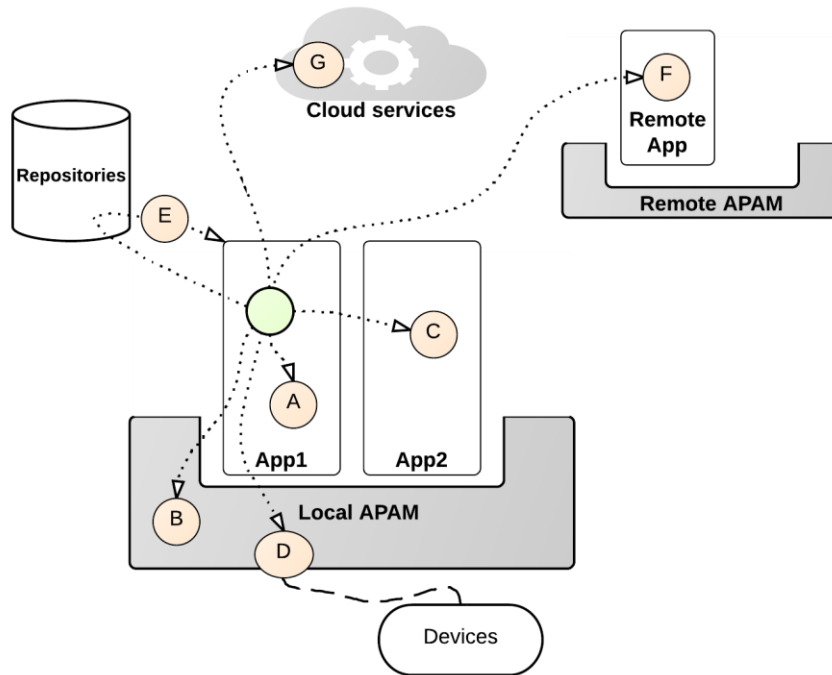 G
Cloud services
F
Remote
App
Remote APAM
Repositories
E
C
A
App1
App2
B
Local APAM
D
Devices